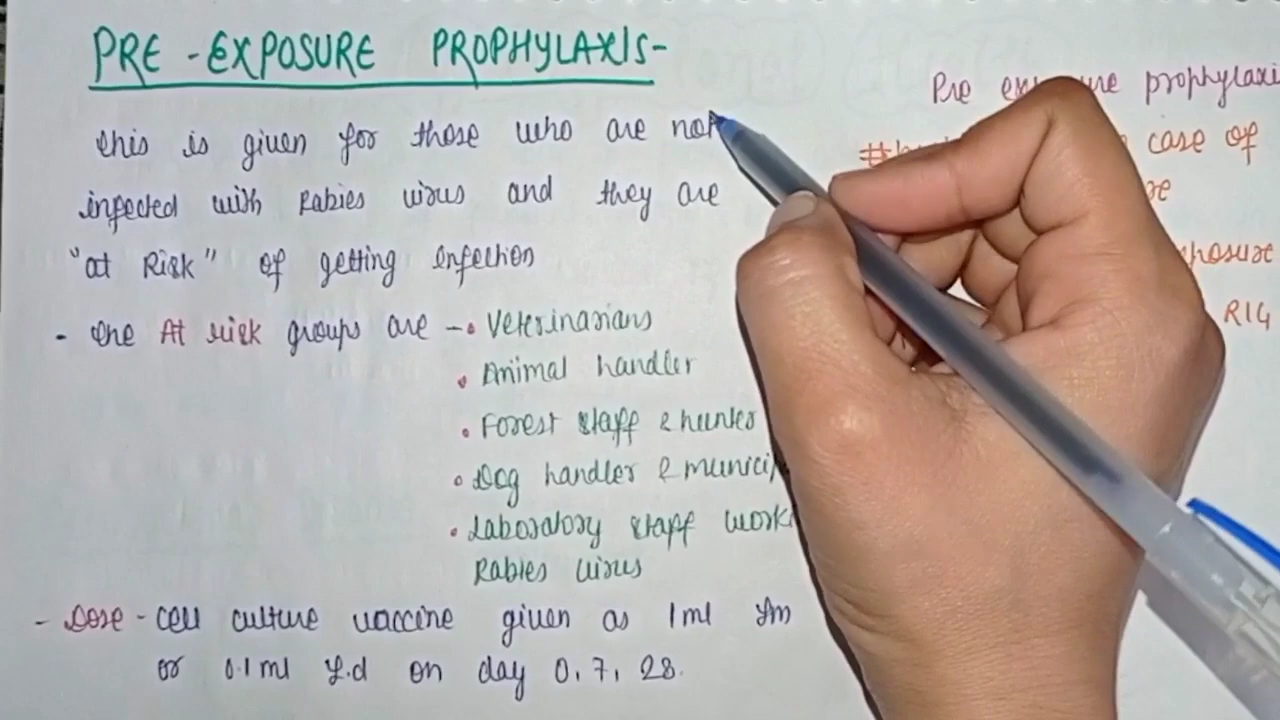 PRE-EXPOSURE PROPHYLAXIS-
this is given for those who are not
infected with Rabies virus and they are
"at Risk" of getting infection
- the At risk groups are - • Veterinarians
• Animal handler
• Forest staff & hunter
• Dog handler &
• Laboratory staff
Rabies virus
- Dose - cell culture vaccine given as 1ml Im
or 0.1ml I.d on day 0, 7, 28.
Pre prophylaxi
case of
RIG